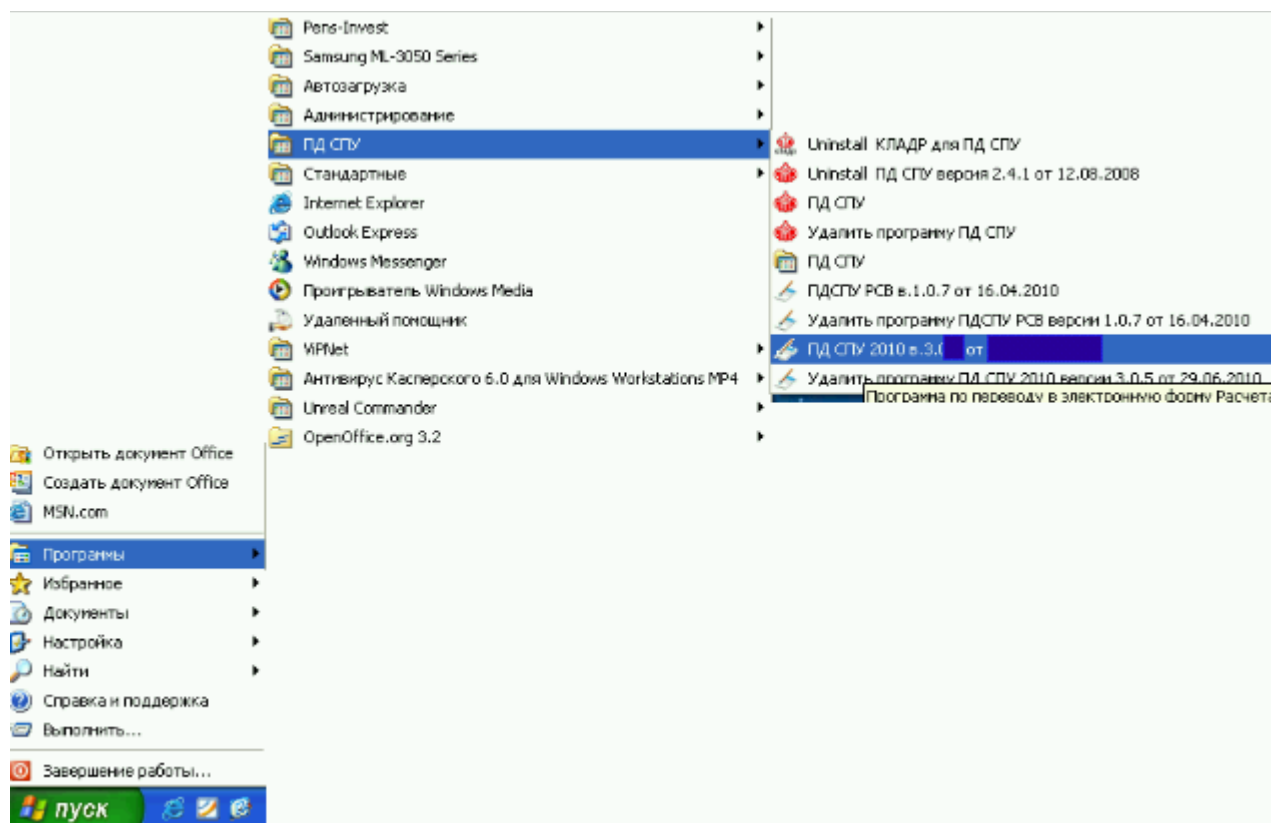 Pens-Invest
Samsung ML-3050 Series
Автозагрузка
Администрирование
ПД СПУ
Стандартные
Internet Explorer
Outlook Express
Windows Messenger
Проигрыватель Windows Media
Удаленный помощник
ViPNet
Антивирус Касперского 6.0 для Windows Workstations MP4
Unreal Commander
OpenOffice.org 3.2
Uninstall КЛАДР для ПД СПУ
Uninstall ПД СПУ версия 2.4.1 от 12.08.2008
ПД СПУ
Удалить программу ПД СПУ
ПД СПУ
ПДСПУ РСВ в.1.0.7 от 16.04.2010
Удалить программу ПДСПУ РСВ версии 1.0.7 от 16.04.2010
ПД СПУ 2010 в.3.0 от
Удалить программу ПД СПУ 2010 версии 3.0.5 от 29.06.2010
Программа по переводу в электронную форму Расчета
Открыть документ Office
Создать документ Office
MSN.com
Программы
Избранное
Документы
Настройка
Найти
Справка и поддержка
Выполнить...
Завершение работы...
пуск